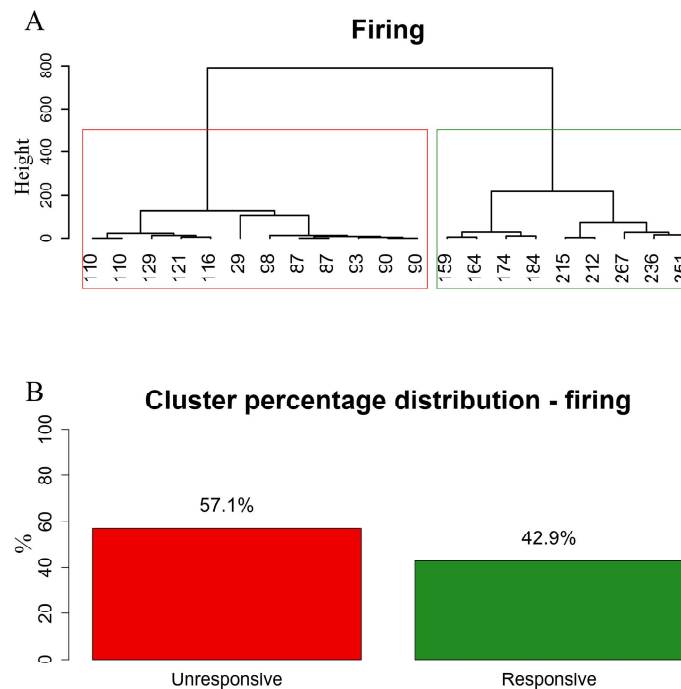 A
Firing
Height
800
600
400
200
0
110 110 129 121 116 29 98 87 87 93 90 90 159 164 174 184 215 212 267 236 251
B
Cluster percentage distribution - firing
%
100
80
60
40
20
0
57.1%
42.9%
Unresponsive
Responsive